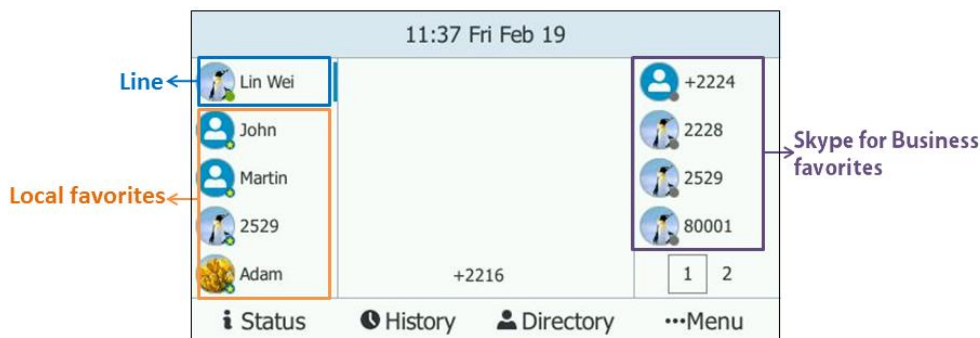 11:37 Fri Feb 19
Line
Lin Wei
John
Martin
Local favorites
2529
Adam
+2216
+2224
2228
2529
80001
Skype for Business
favorites
1 2
Status History Directory Menu